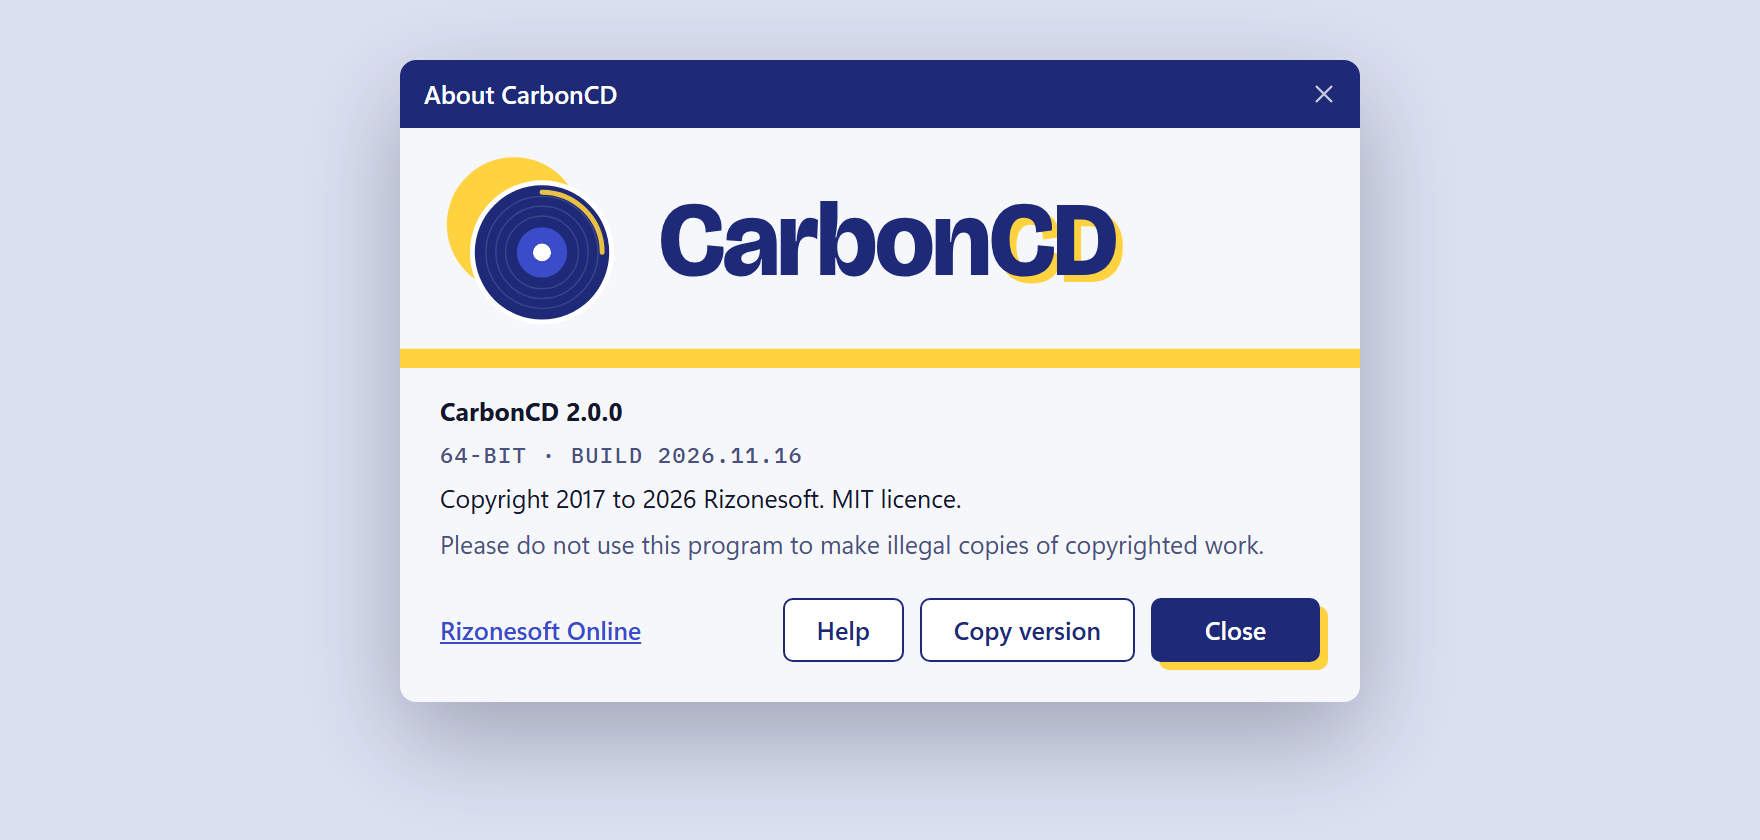 About CarbonCD
CarbonCD
CarbonCD 2.0.0
64-BIT · BUILD 2026.11.16
Copyright 2017 to 2026 Rizonesoft. MIT licence.
Please do not use this program to make illegal copies of copyrighted work.
Rizonesoft Online Help Copy version Close